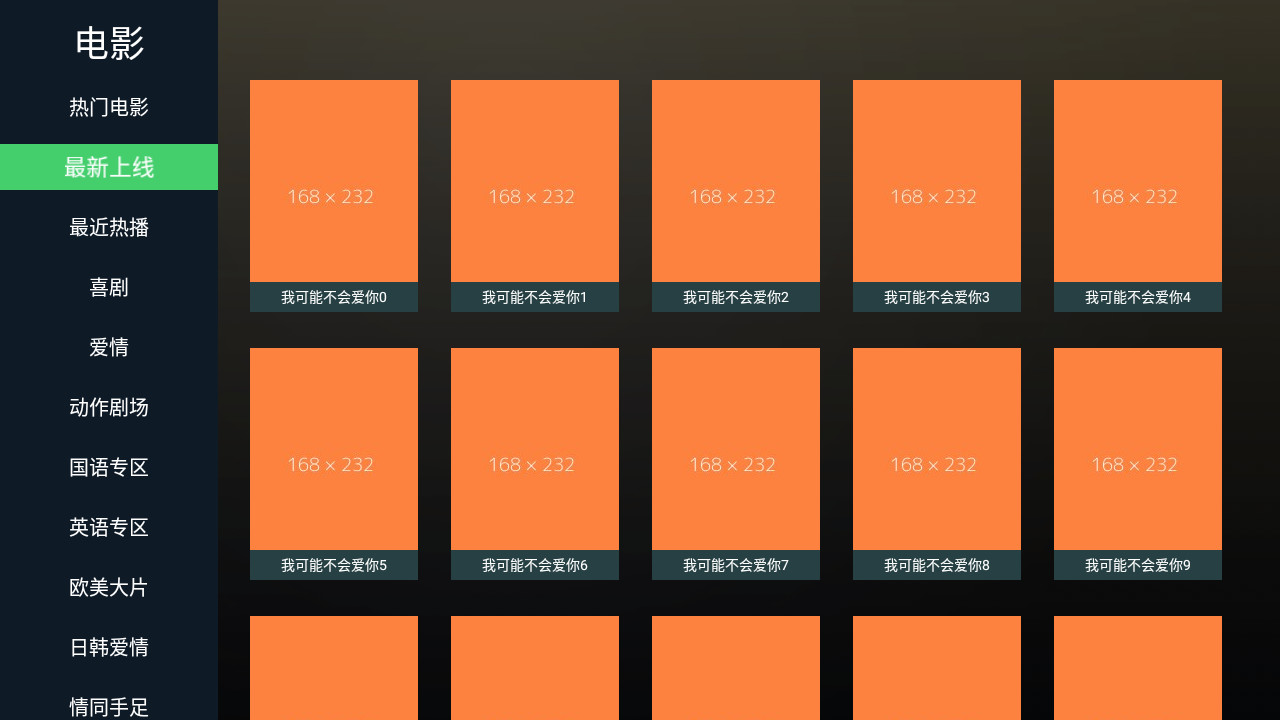 电影
热门电影
最新上线
最近热播
喜剧
爱情
动作剧场
国语专区
英语专区
欧美大片
日韩爱情
情同手足
168 × 232
168 × 232
168 × 232
168 × 232
168 × 232
我可能不会爱你0
我可能不会爱你1
我可能不会爱你2
我可能不会爱你3
我可能不会爱你4
168 × 232
168 × 232
168 × 232
168 × 232
168 × 232
我可能不会爱你5
我可能不会爱你6
我可能不会爱你7
我可能不会爱你8
我可能不会爱你9